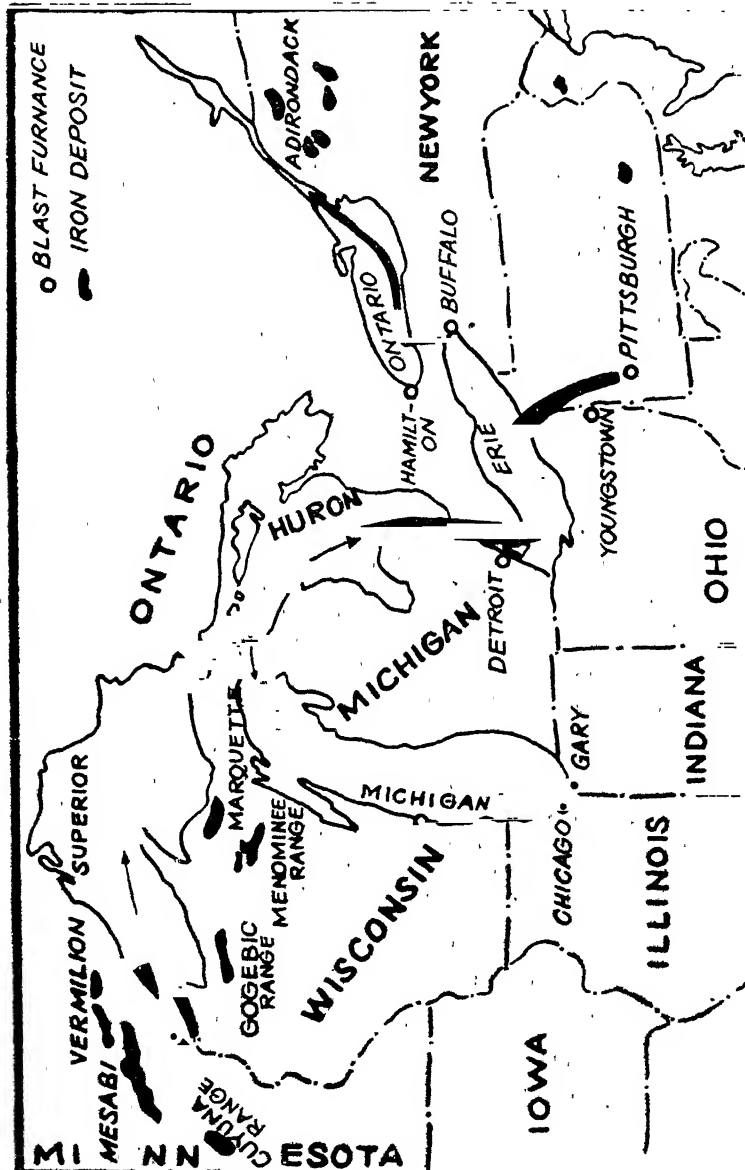 BLAST FURNANCE
IRON DEPOSIT
ONTARIO
ADIRONDACK
NEWYORK
SUPERIOR
VERMILION
MESABI
CUYUNA
RANGE
MI NN ESOTA
GOGEBIC
RANGE
MARQUETTE
MENOMINEE
RANGE
WISCONSIN
MICHIGAN
MICHIGAN
HURON
ONTARIO
HAMILT-
ON
BUFFALO
ERIE
DETROIT
PITTSBURGH
YOUNGSTOWN
OHIO
INDIANA
GARY
CHICAGO
ILLINOIS
IOWA